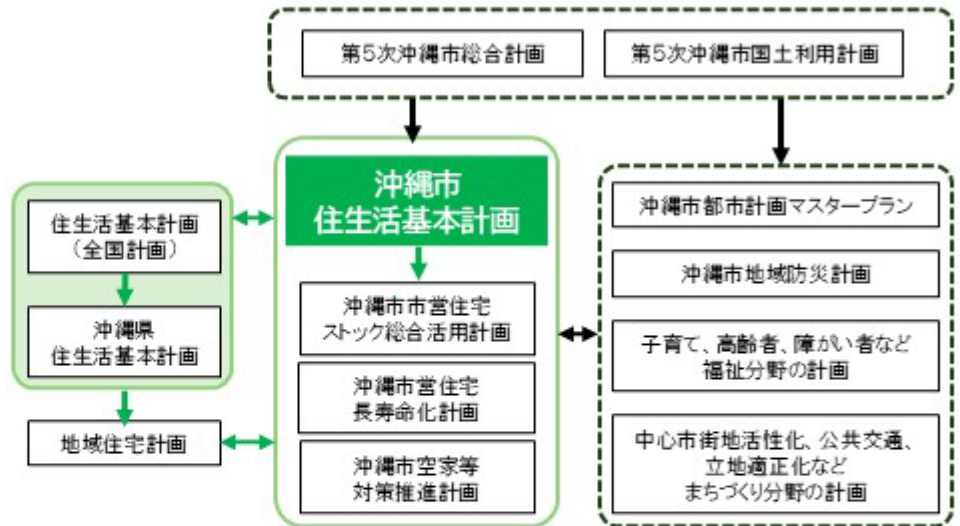 第5次沖縄市総合計画
第5次沖縄市国土利用計画
沖縄市
住生活基本計画
住生活基本計画
（全国計画）
沖縄県
住生活基本計画
地域住宅計画
沖縄市市営住宅
ストック総合活用計画
沖縄市営住宅
長寿命化計画
沖縄市空家等
対策推進計画
沖縄市都市計画マスタープラン
沖縄市地域防災計画
子育て、高齢者、障がい者など
福祉分野の計画
中心市街地活性化、公共交通、
立地適正化など
まちづくり分野の計画